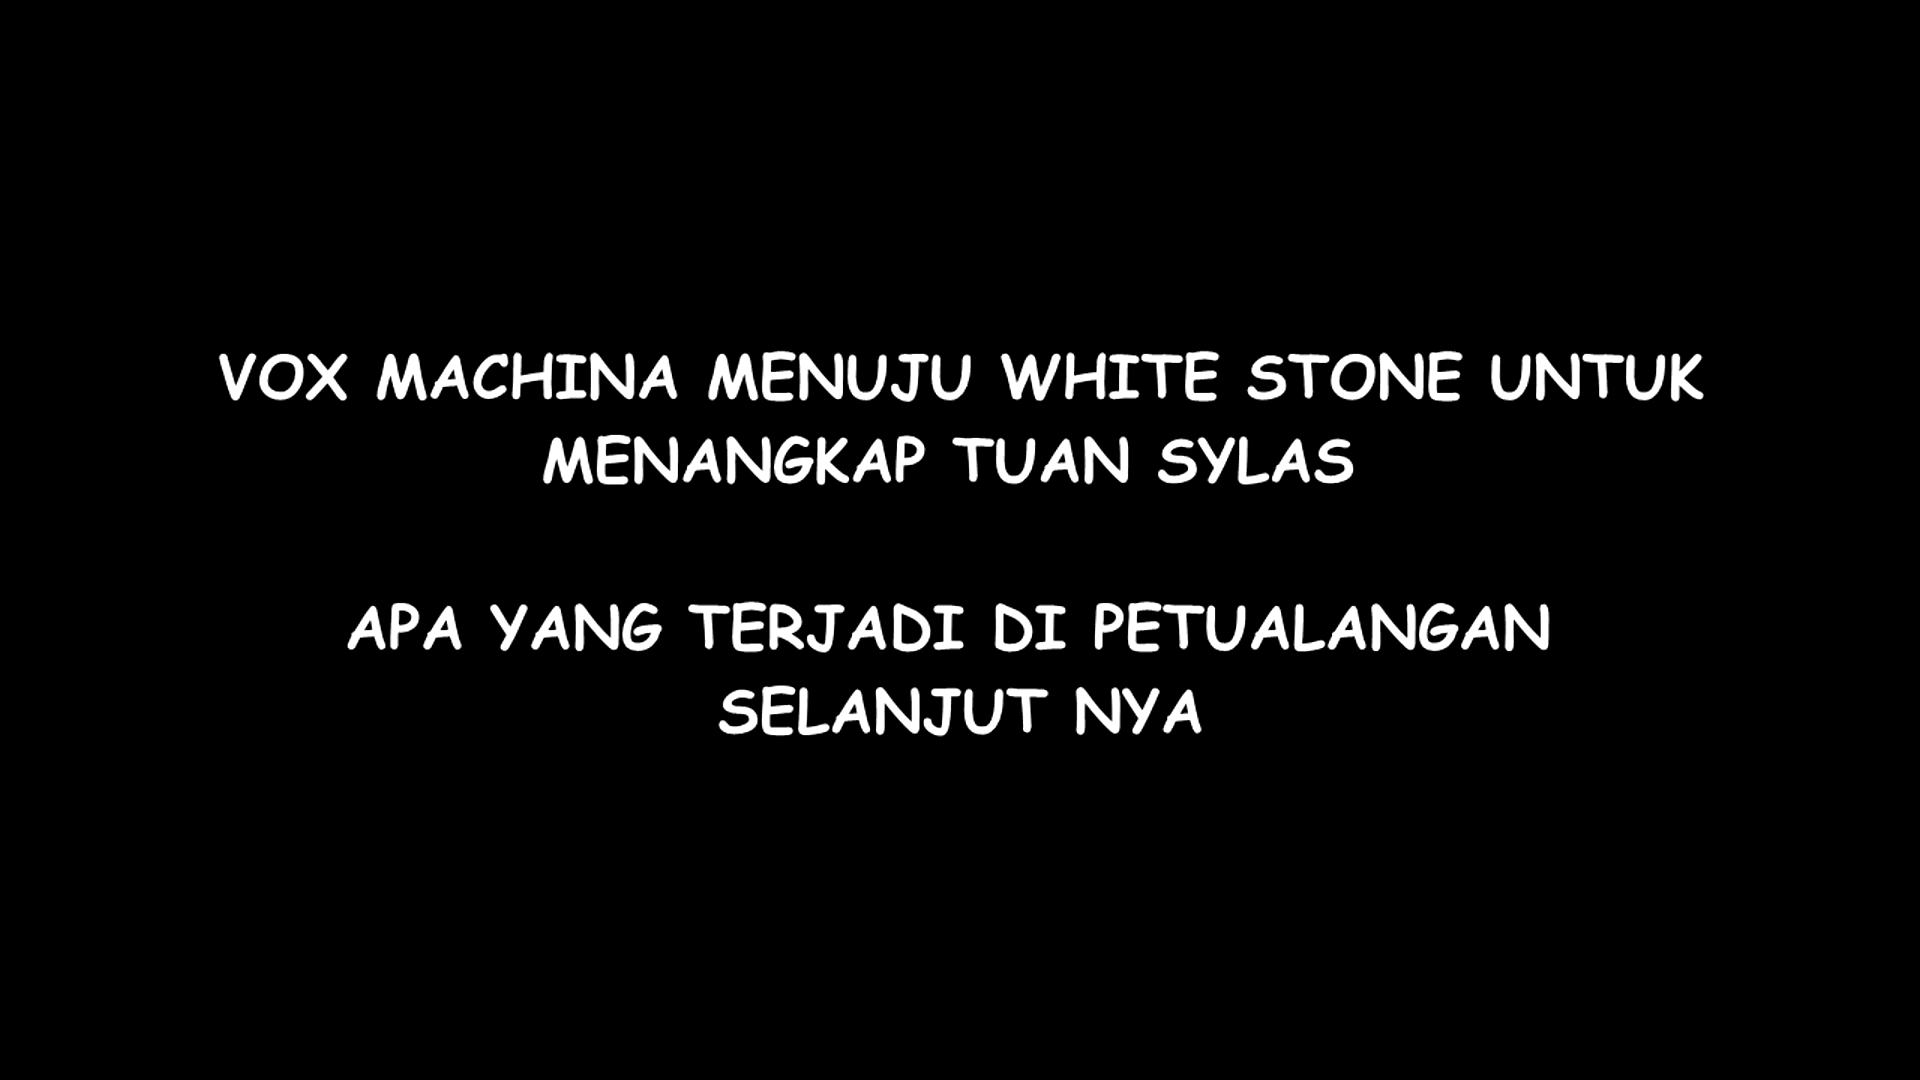 VOX MACHINA MENUJU WHITE STONE UNTUK
MENANGKAP TUAN SYLAS
APA YANG TERJADI DI PETUALANGAN
SELANJUT NYA